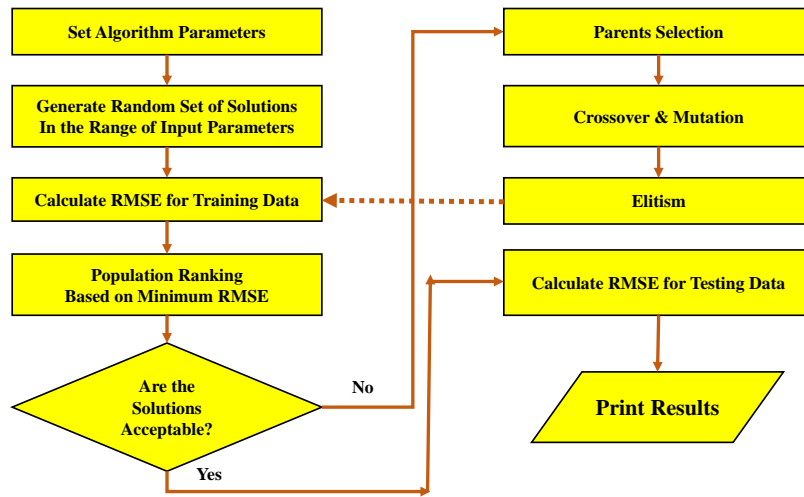 Set Algorithm Parameters
Generate Random Set of Solutions
In the Range of Input Parameters
Calculate RMSE for Training Data
Population Ranking
Based on Minimum RMSE
Are the
Solutions
Acceptable?
No
Yes
Parents Selection
Crossover & Mutation
Elitism
Calculate RMSE for Testing Data
Print Results